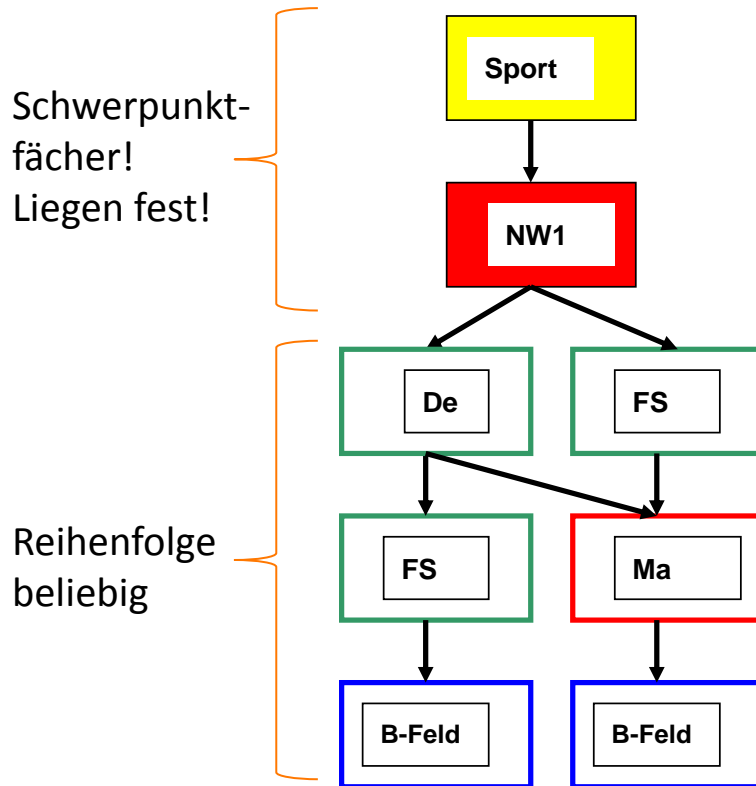 Sport
Schwerpunkt-
fächer!
Liegen fest!
NW1
De
FS
Reihenfolge
beliebig
FS
Ma
B-Feld
B-Feld